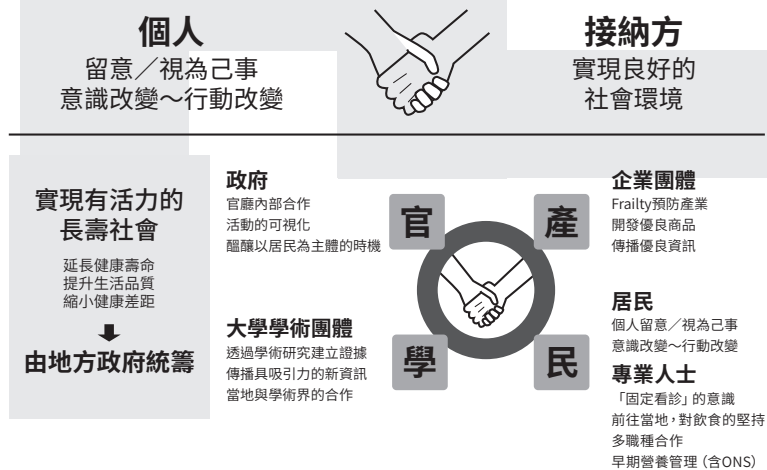 個人
留意／視為己事
意識改變～行動改變
接納方
實現良好的
社會環境
實現有活力的
長壽社會
延長健康壽命
提升生活品質
縮小健康差距
由地方政府統籌
政府
官廳內部合作
活動的可視化
醞釀以居民為主體的時機
大學學術團體
透過學術研究建立證據
傳播具吸引力的新資訊
當地與學術界的合作
官
產
學
民
企業團體
Frailty預防產業
開發優良商品
傳播優良資訊
居民
個人留意／視為己事
意識改變～行動改變
專業人士
「固定看診」的意識
前往當地，對飲食的堅持
多職種合作
早期營養管理（含ONS）